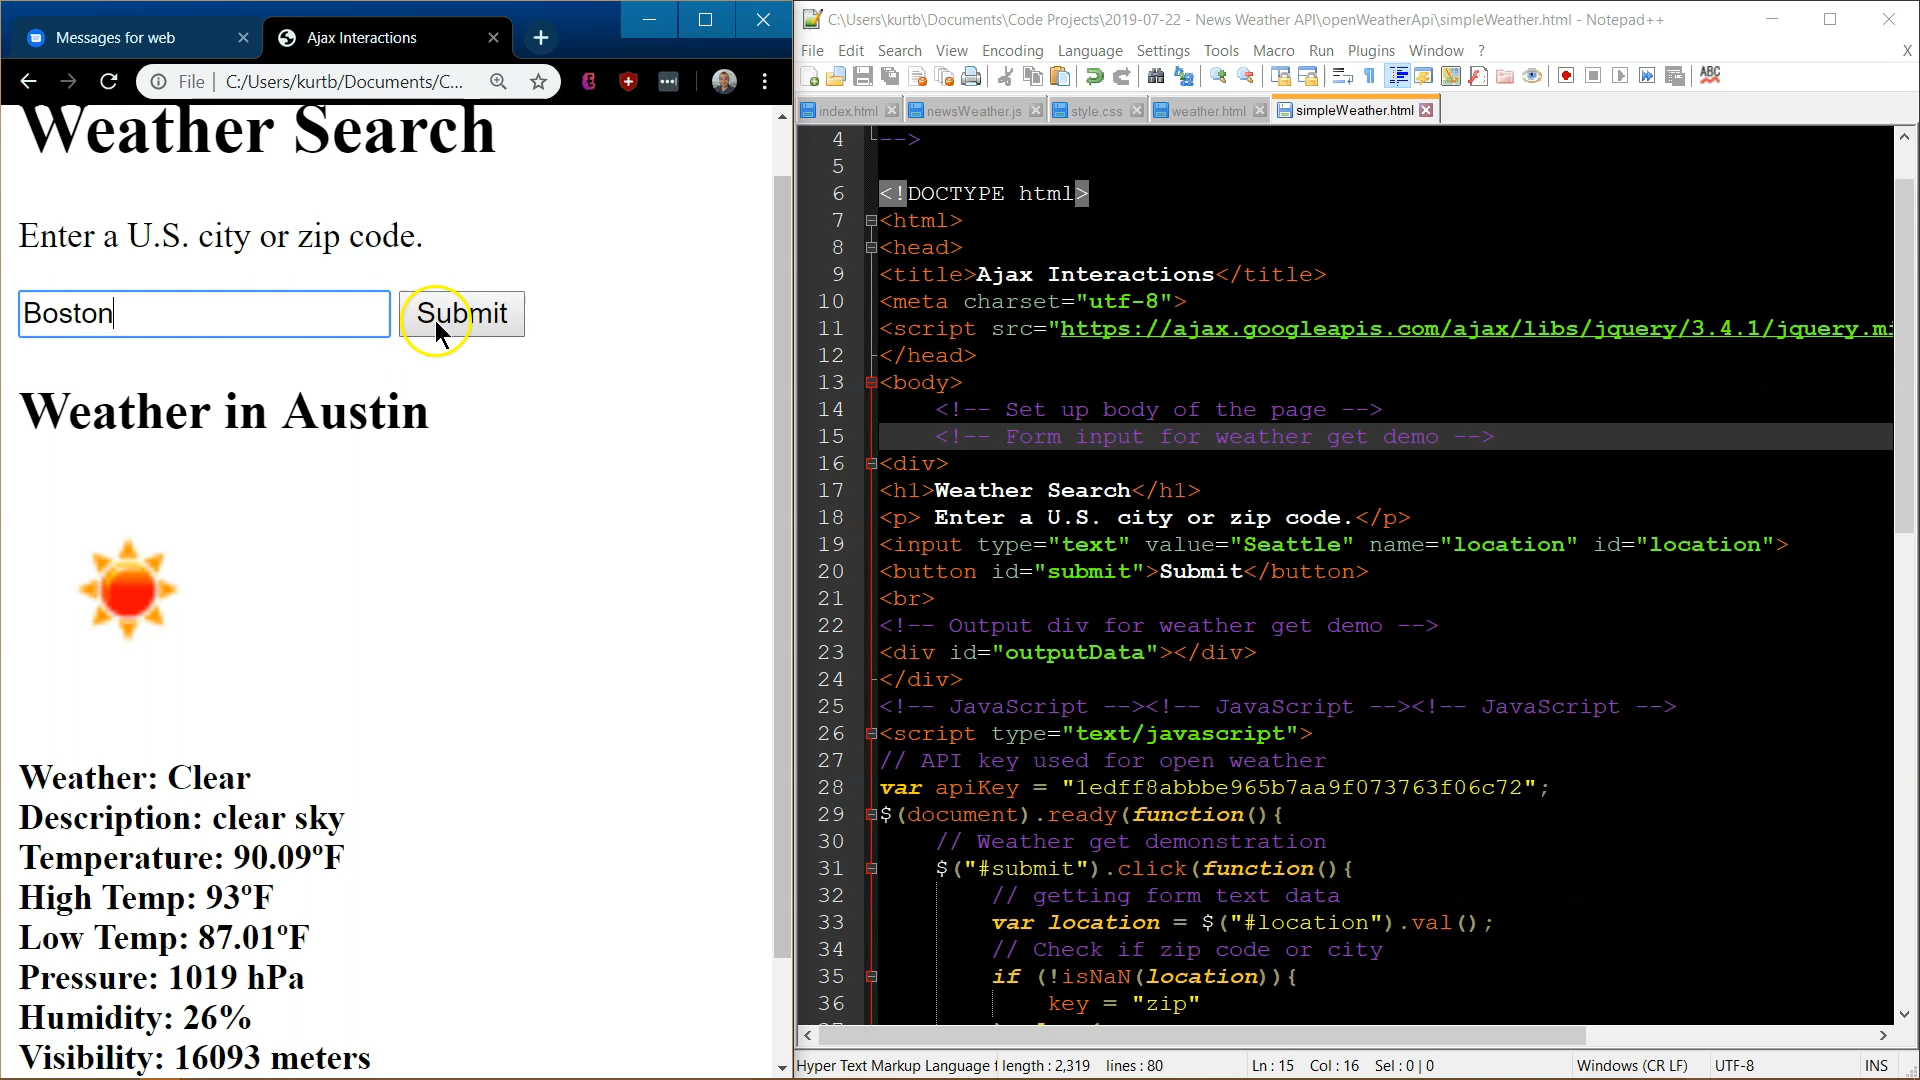 Messages for web
Ajax Interactions
File
C:/Users/kurtb/Documents/C...
Weather Search
Enter a U.S. city or zip code.
Boston
Submit
Weather in Austin
Weather: Clear
Description: clear sky
Temperature: 90.09°F
High Temp: 93°F
Low Temp: 87.01°F
Pressure: 1019 hPa
Humidity: 26%
Visibility: 16093 meters
C:\Users\kurtb\Documents\Code Projects\2019-07-22 - News Weather API\openWeatherApi\simpleWeather.html - Notepad++
File Edit Search View Encoding Language Settings Tools Macro Run Plugins Window ? X
ABC
index.html newsWeather.js style.css weather.html simpleWeather.html
4 -->
5
6 <!DOCTYPE html>
7 <html>
8 <head>
9 <title>Ajax Interactions</title>
10 <meta charset="utf-8">
11 <script src="https://ajax.googleapis.com/ajax/libs/jquery/3.4.1/jquery.mi
12 </head>
13 <body>
14 <!-- Set up body of the page -->
15 <!-- Form input for weather get demo -->
16 <div>
17 <h1>Weather Search</h1>
18 <p> Enter a U.S. city or zip code.</p>
19 <input type="text" value="Seattle" name="location" id="location">
20 <button id="submit">Submit</button>
21 <br>
22 <!-- Output div for weather get demo -->
23 <div id="outputData"></div>
24 </div>
25 <!-- JavaScript --><!-- JavaScript --><!-- JavaScript -->
26 <script type="text/javascript">
27 // API key used for open weather
28 var apiKey = "1edff8abbbe965b7aa9f073763f06c72";
29 $(document).ready(function(){
30 // Weather get demonstration
31 $("#submit").click(function(){
32 // getting form text data
33 var location = $("#location").val();
34 // Check if zip code or city
35 if (!isNaN(location)){
36 key = "zip"
Hyper Text Markup Language f length : 2,319 lines : 80 Ln : 15 Col : 16 Sel : 0 | 0 Windows (CR LF) UTF-8 INS